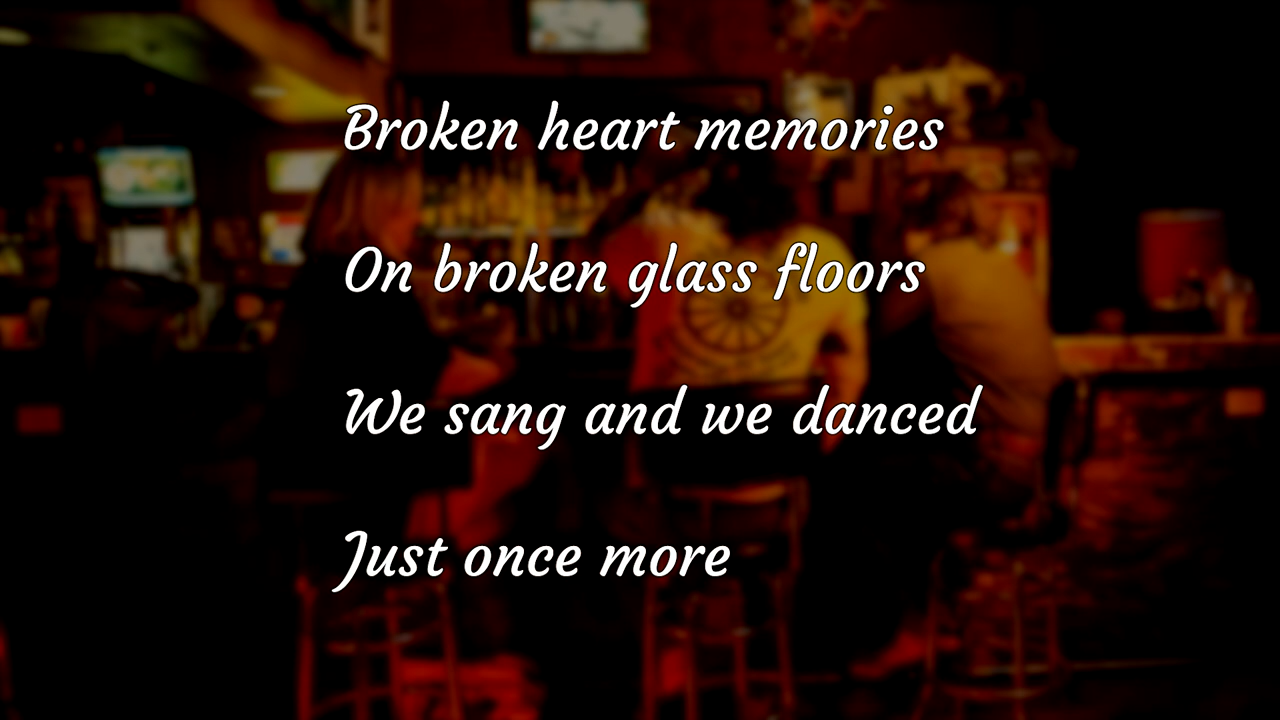 Broken heart memories
On broken glass floors
We sang and we danced
Just once more